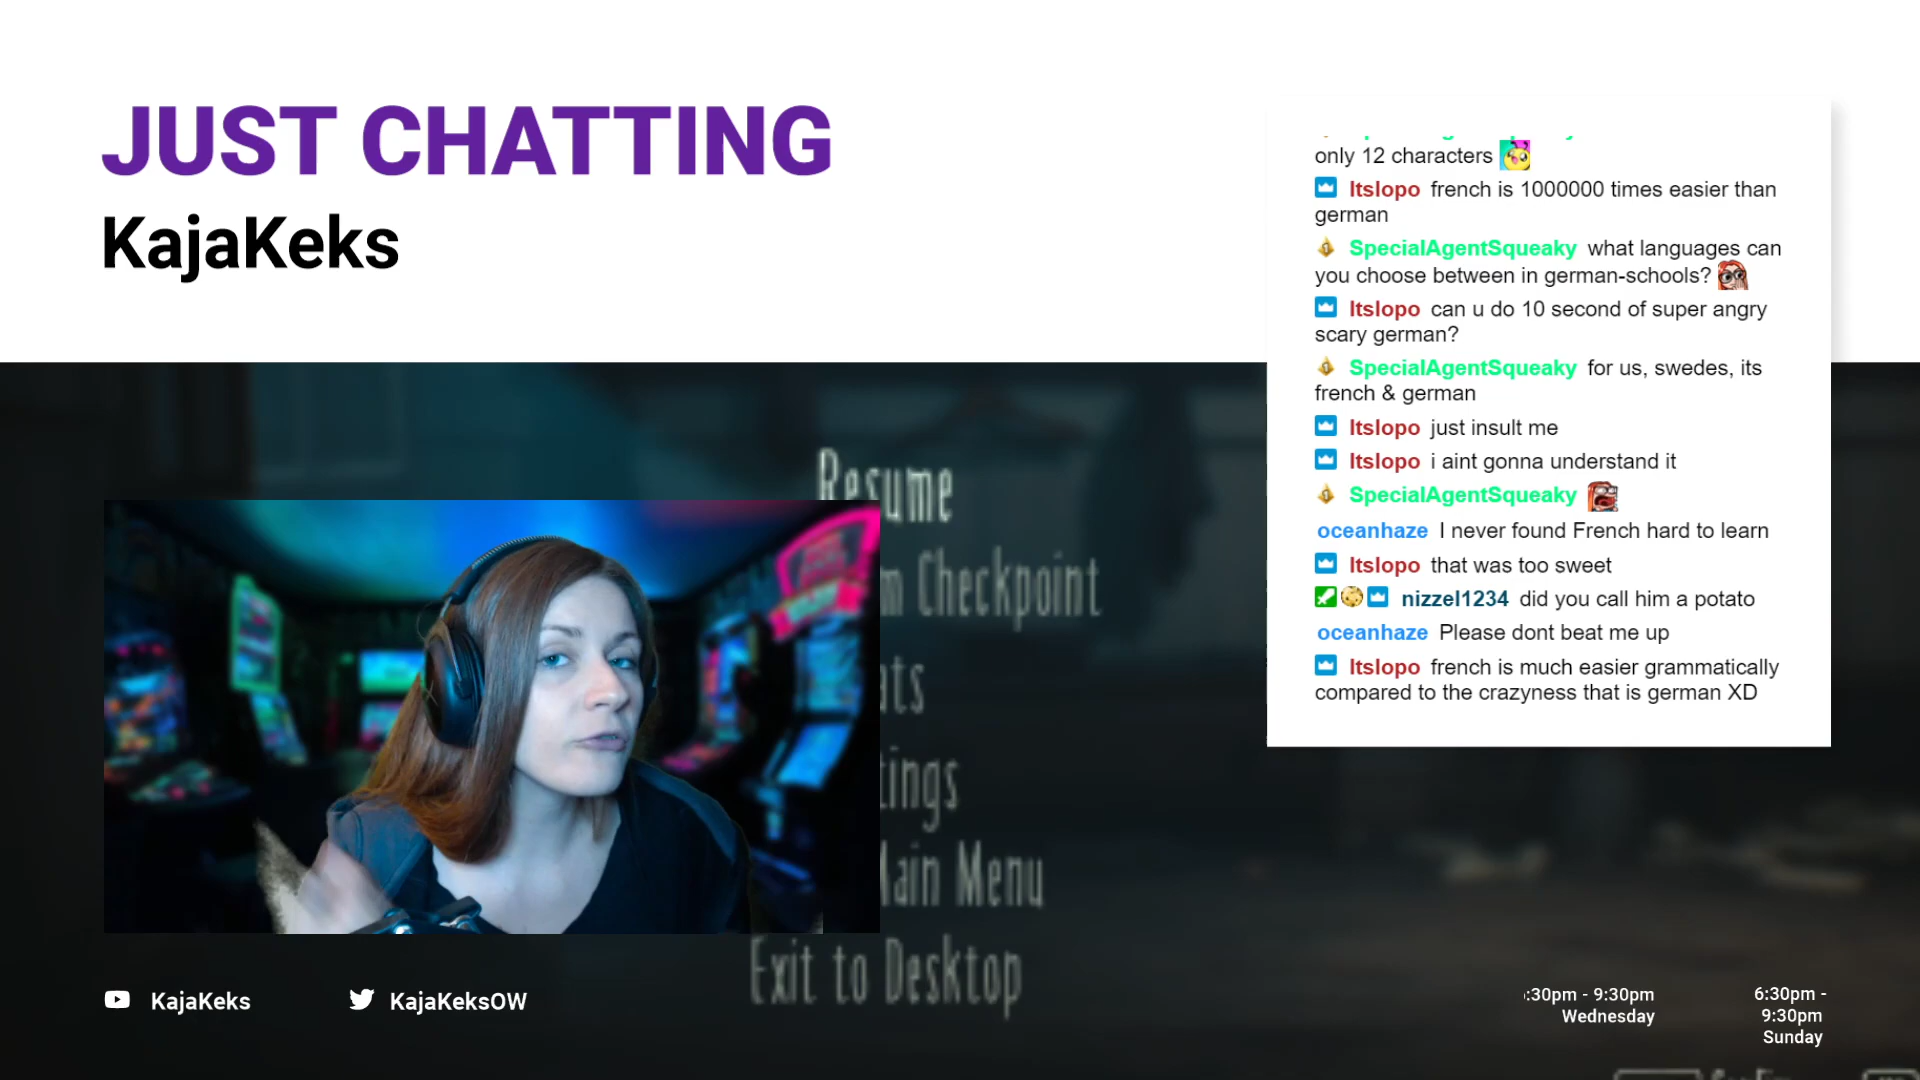 JUST CHATTING
KajaKeks
only 12 characters
Itslopo french is 1000000 times easier than
german
SpecialAgentSqueaky what languages can
you choose between in german-schools?
Itslopo can u do 10 second of super angry
scary german?
SpecialAgentSqueaky for us, swedes, its
french & german
Itslopo just insult me
Itslopo i aint gonna understand it
SpecialAgentSqueaky
oceanhaze I never found French hard to learn
Itslopo that was too sweet
nizzel1234 did you call him a potato
oceanhaze Please dont beat me up
Itslopo french is much easier grammatically
compared to the crazyness that is german XD
Resume
Checkpoint
Main Menu
Exit to Desktop
KajaKeks
KajaKeksOW
:30pm - 9:30pm
Wednesday
6:30pm -
9:30pm
Sunday